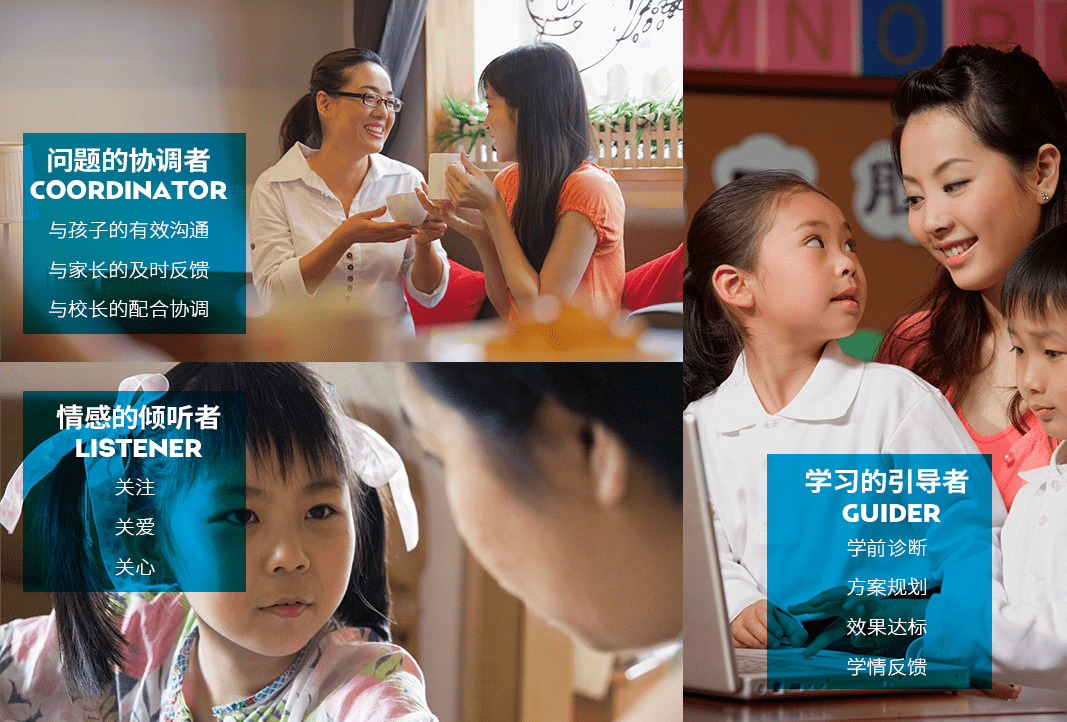 问题的协调者
COORDINATOR
与孩子的有效沟通
与家长的及时反馈
与校长的配合协调
情感的倾听者
LISTENER
关注
关爱
关心
M N O P
学习的引导者
GUIDER
学前诊断
方案规划
效果达标
学情反馈